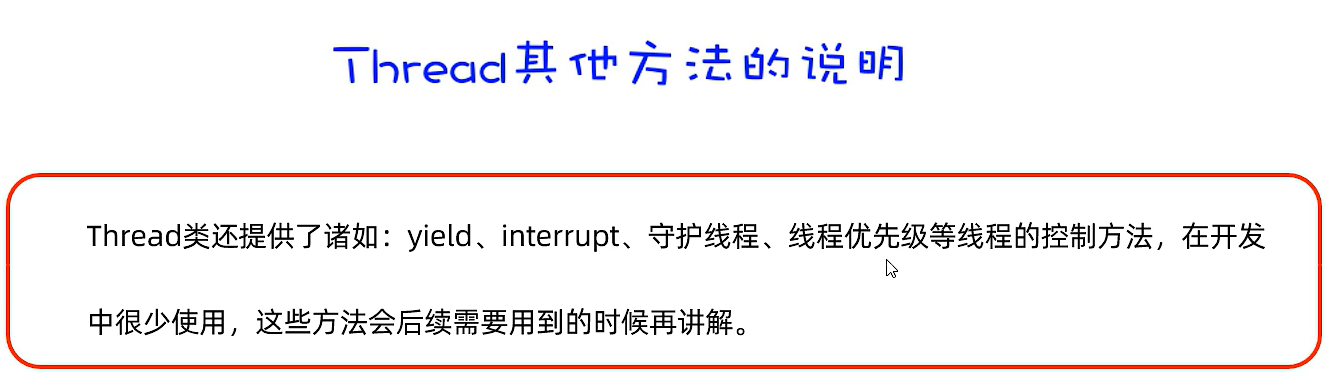 Thread其他方法的说明
Thread类还提供了诸如：yield、interrupt、守护线程、线程优先级等线程的控制方法，在开发
中很少使用，这些方法会后续需要用到的时候再讲解。